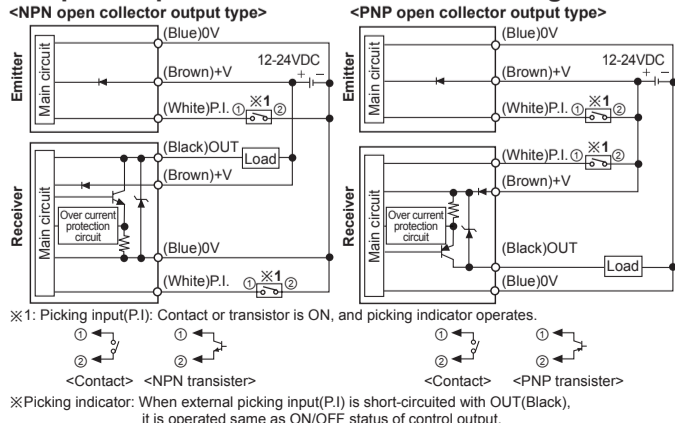 <NPN open collector output type>
<PNP open collector output type>
Emitter
Main circuit
(Blue)0V
12-24VDC
+ −
(Brown)+V
(White)P.I. ① ※1 ②
Receiver
Main circuit
Over current
protection
circuit
(Black)OUT
Load
(Brown)+V
(Blue)0V
(White)P.I. ① ※1 ②
Emitter
Main circuit
(Blue)0V
12-24VDC
+ −
(Brown)+V
(White)P.I. ① ※1 ②
Receiver
Main circuit
Over current
protection
circuit
(White)P.I. ① ※1 ②
(Brown)+V
(Black)OUT
Load
(Blue)0V
※1: Picking input(P.I): Contact or transistor is ON, and picking indicator operates.
① ① ① ①
② ② ② ②
<Contact> <NPN transister> <Contact> <PNP transister>
※Picking indicator: When external picking input(P.I) is short-circuited with OUT(Black),
it is operated same as ON/OFF status of control output.